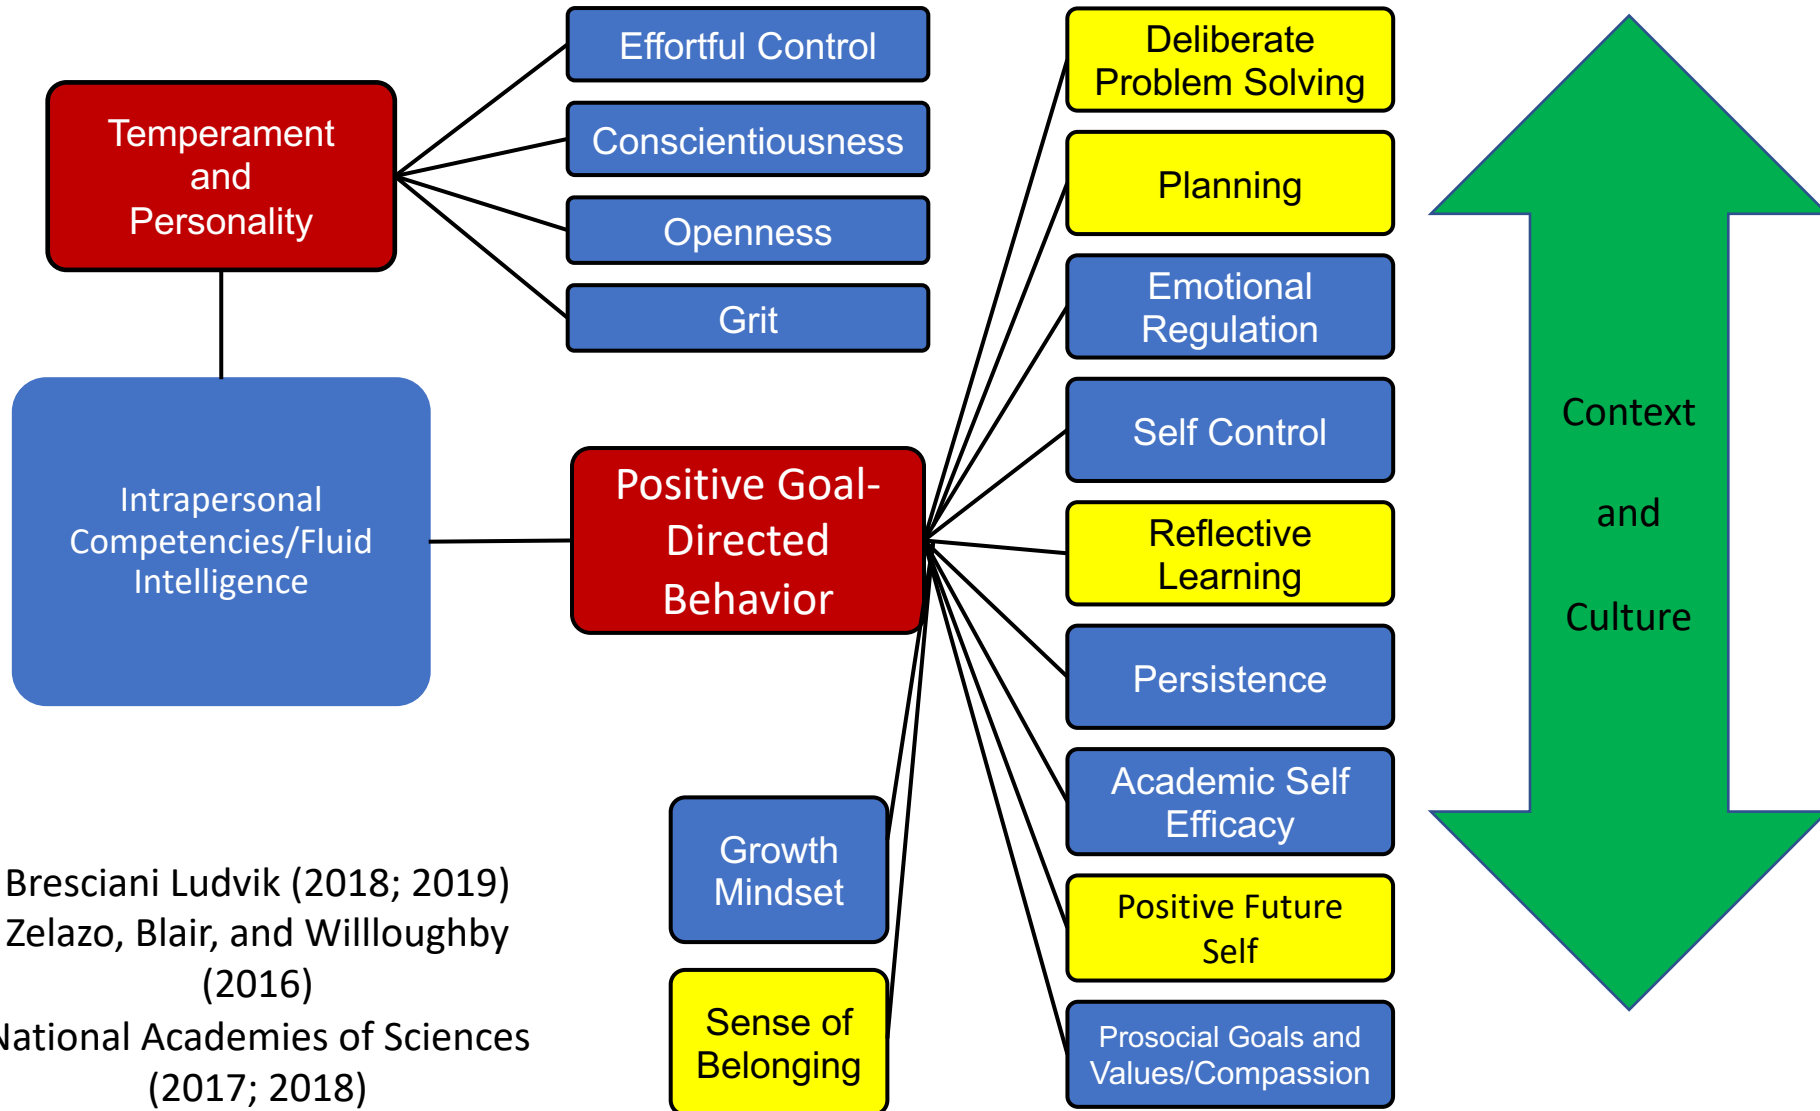 Temperament
and
Personality
Effortful Control
Conscientiousness
Openness
Grit
Intrapersonal
Competencies/Fluid
Intelligence
Positive Goal-
Directed
Behavior
Deliberate
Problem Solving
Planning
Emotional
Regulation
Self Control
Reflective
Learning
Persistence
Academic Self
Efficacy
Positive Future
Self
Prosocial Goals and
Values/Compassion
Growth
Mindset
Sense of
Belonging
Context
and
Culture
Bresciani Ludvik (2018; 2019)
Zelazo, Blair, and Willloughby
(2016)
National Academies of Sciences
(2017; 2018)